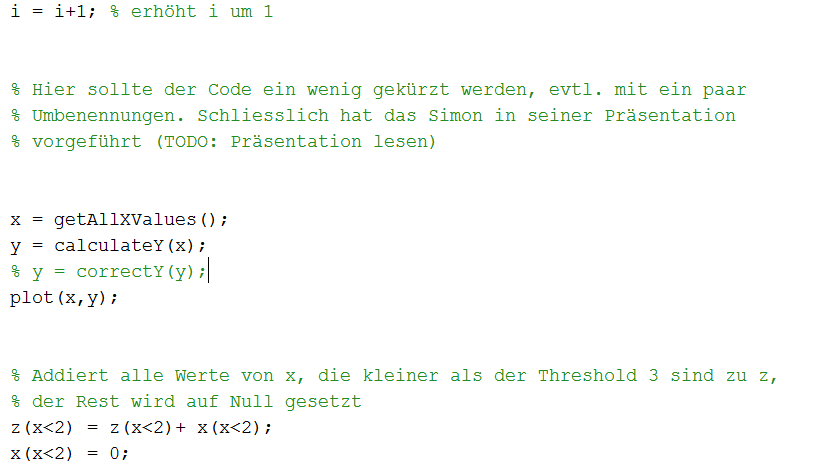 i = i+1; % erhöht i um 1
% Hier sollte der Code ein wenig gekürzt werden, evtl. mit ein paar
% Umbenennungen. Schliesslich hat das Simon in seiner Präsentation
% vorgeführt (TODO: Präsentation lesen)
x = getAllXValues();
y = calculateY(x);
% y = correctY(y);
plot(x,y);
% Addiert alle Werte von x, die kleiner als der Threshold 3 sind zu z,
% der Rest wird auf Null gesetzt
z(x<2) = z(x<2)+ x(x<2);
x(x<2) = 0;